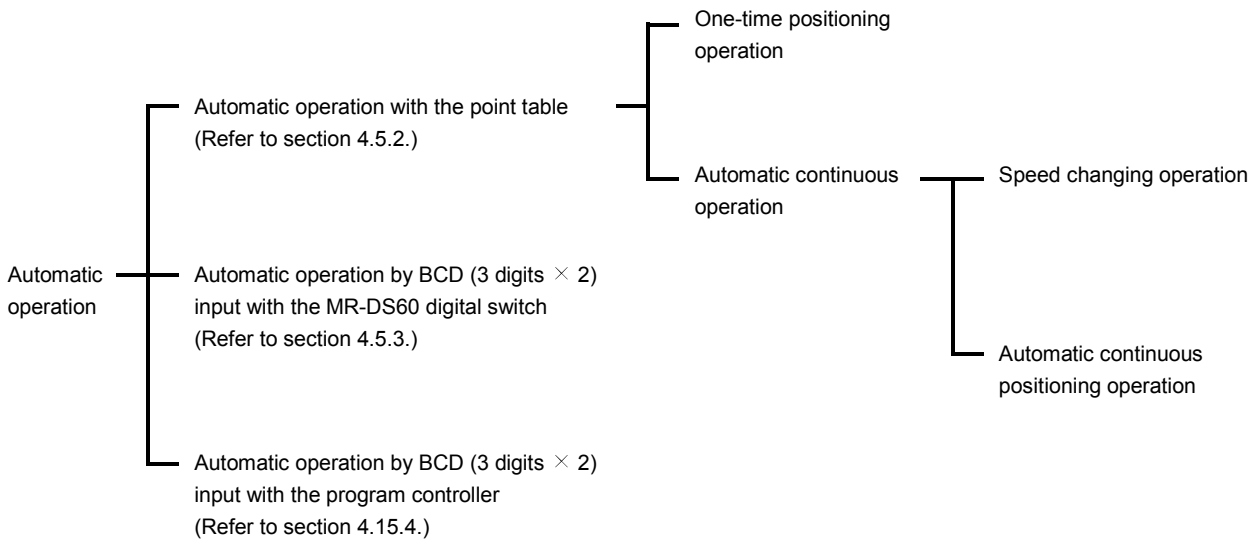 Automatic
operation
Automatic operation with the point table
(Refer to section 4.5.2.)
One-time positioning
operation
Automatic continuous
operation
Speed changing operation
Automatic continuous
positioning operation
Automatic operation by BCD (3 digits × 2)
input with the MR-DS60 digital switch
(Refer to section 4.5.3.)
Automatic operation by BCD (3 digits × 2)
input with the program controller
(Refer to section 4.15.4.)